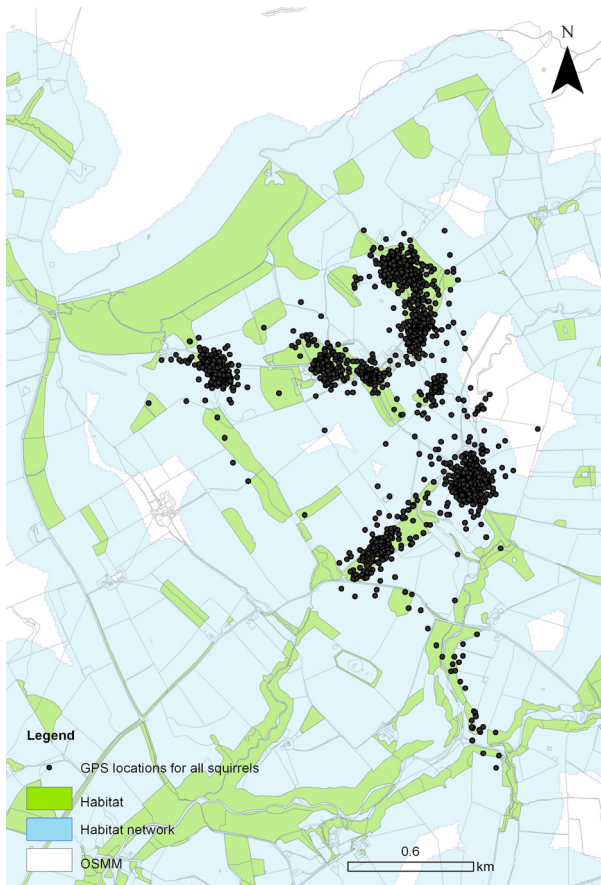 N
Legend
GPS locations for all squirrels
Habitat
Habitat network
OSMM
0.6
km